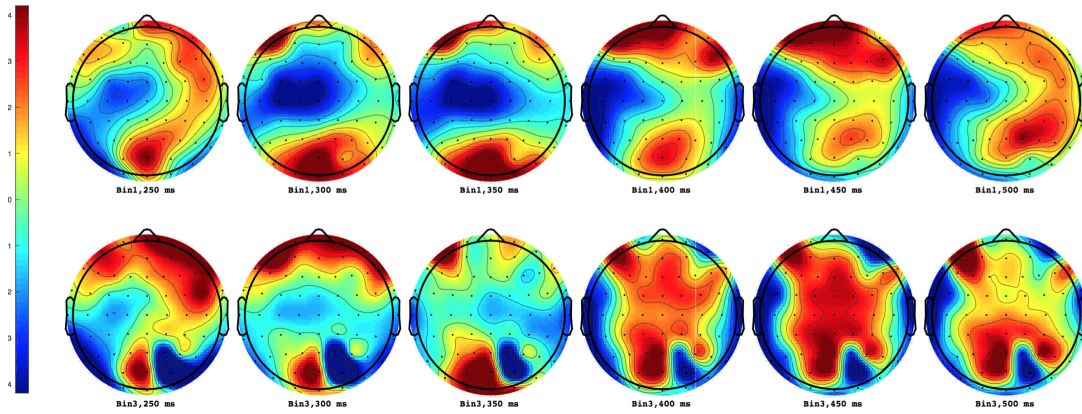 4
3
2
1
0
1
2
3
4
Bin1,250 ms
Bin1,300 ms
Bin1,350 ms
Bin1,400 ms
Bin1,450 ms
Bin1,500 ms
Bin3,250 ms
Bin3,300 ms
Bin3,350 ms
Bin3,400 ms
Bin3,450 ms
Bin3,500 ms